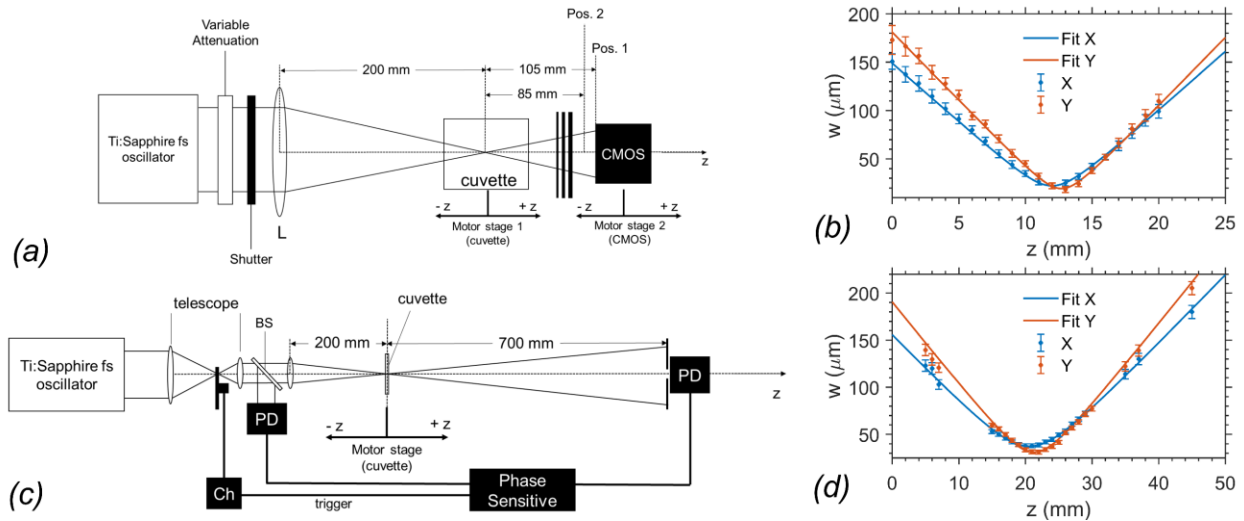 Variable
Attenuation
Pos. 2
Pos. 1
200 mm
105 mm
85 mm
Ti:Sapphire fs
oscillator
CMOS
z
cuvette
- z
+ z
- z
+ z
Motor stage 1
(cuvette)
Motor stage 2
(CMOS)
L
Shutter
(a)
200
150
100
50
w (μm)
Fit X
Fit Y
X
Y
0
5
10
15
20
25
z (mm)
(b)
telescope
cuvette
BS
200 mm
700 mm
Ti:Sapphire fs
oscillator
PD
z
PD
- z
+ z
Motor stage
(cuvette)
Ch
trigger
Phase
Sensitive
(c)
200
150
100
50
w (μm)
Fit X
Fit Y
X
Y
0
10
20
30
40
50
z (mm)
(d)